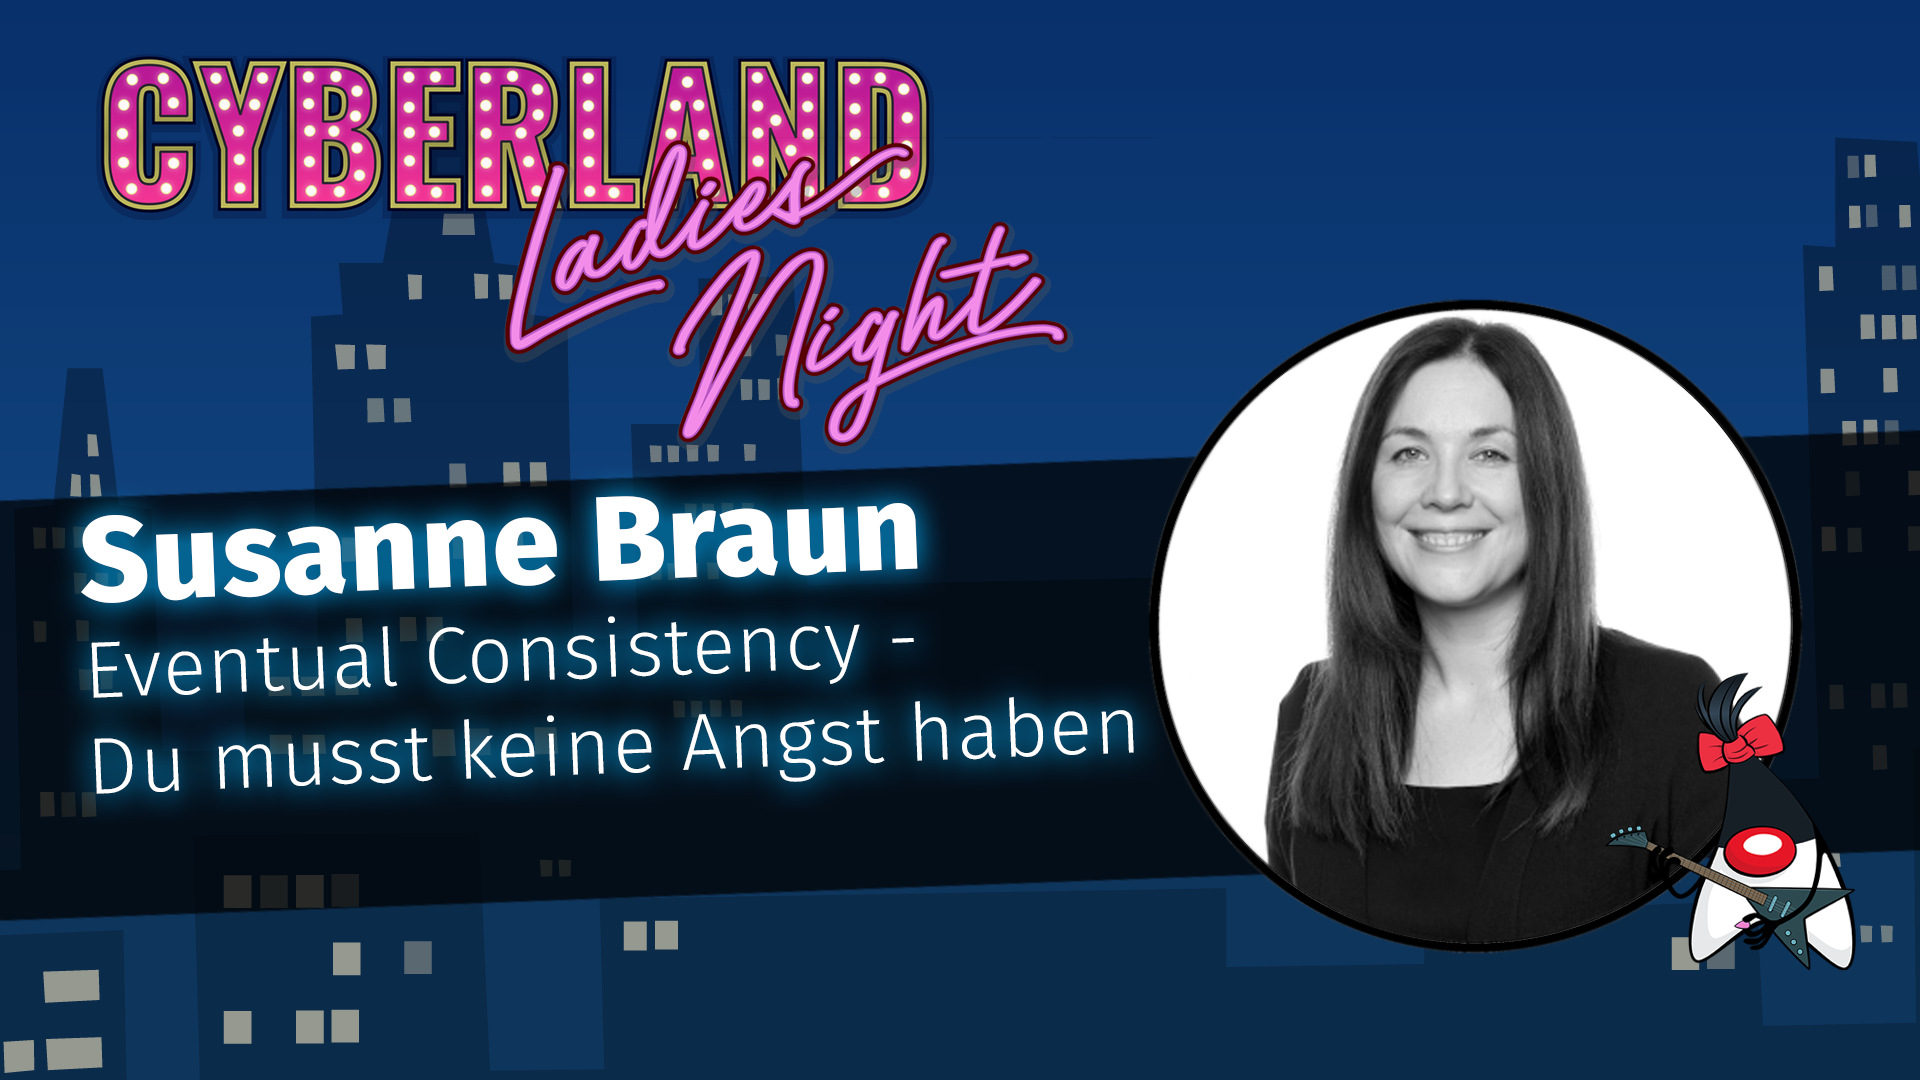 CYBERLAND
Ladies
Night
Susanne Braun
Eventual Consistency -
Du musst keine Angst haben